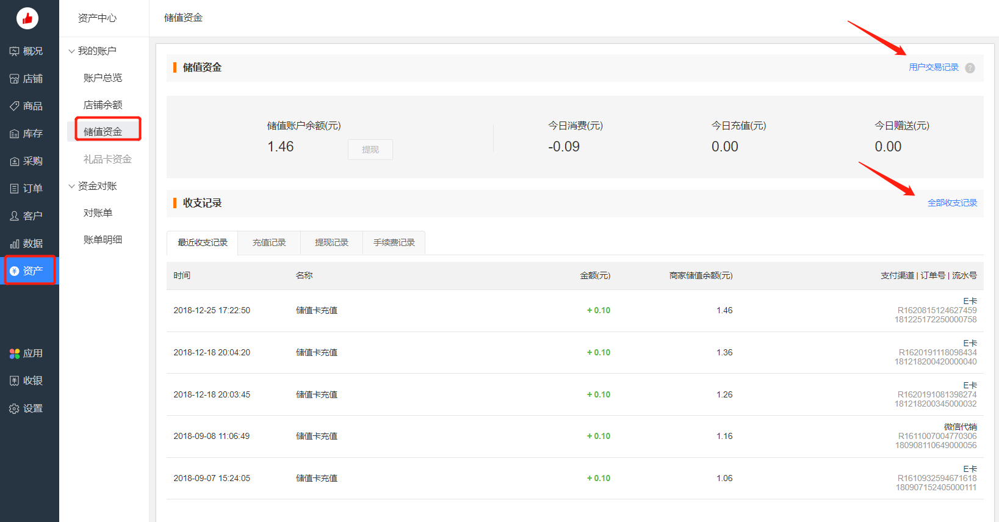 资产中心
储值资金
概况
店铺
商品
库存
采购
订单
客户
数据
资产
应用
收银
设置
我的账户
账户总览
店铺余额
储值资金
礼品卡资金
资金对账
对账单
账单明细
储值资金
用户交易记录 ?
储值账户余额(元)
1.46
提现
今日消费(元)
-0.09
今日充值(元)
0.00
今日赠送(元)
0.00
收支记录
全部收支记录
最近收支记录 充值记录 提现记录 手续费记录
时间 名称 金额(元) 商家储值余额(元) 支付渠道 | 订单号 | 流水号
2018-12-25 17:22:50 储值卡充值 + 0.10 1.46
E卡
R1620815124627459
181225172250000758
2018-12-18 20:04:20 储值卡充值 + 0.10 1.36
E卡
R1620191118098434
181218200420000040
2018-12-18 20:03:45 储值卡充值 + 0.10 1.26
E卡
R1620191081398274
181218200345000032
2018-09-08 11:06:49 储值卡充值 + 0.10 1.16
微信代销
R1611007004770306
180908110649000056
2018-09-07 15:24:05 储值卡充值 + 0.10 1.06
E卡
R1610932594671618
180907152405000111